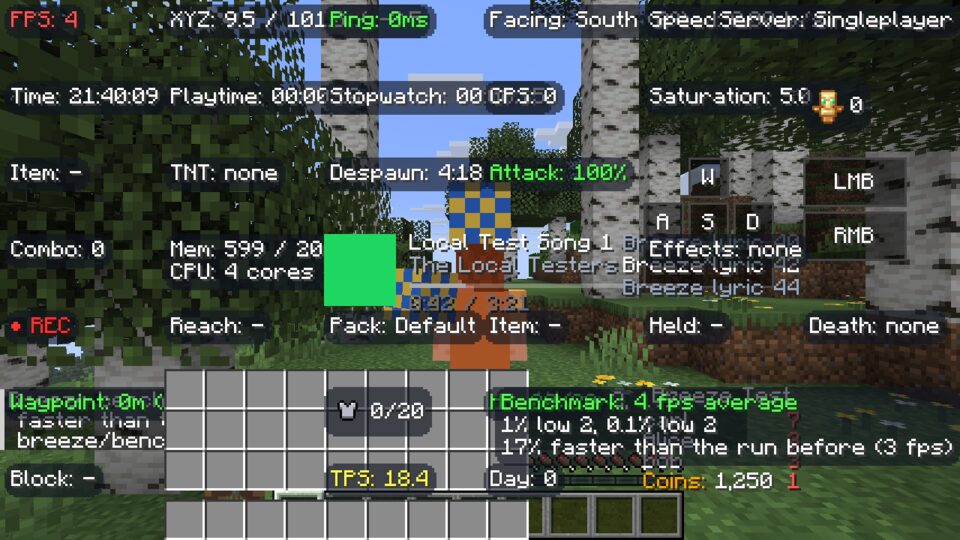 FPS: 4
XYZ: 9.5 / 101
Ping: 0ms
Facing: South
Speed
Server: Singleplayer
Time: 21:40:09
Playtime: 00:00
Stopwatch: 00
CPS: 0
Saturation: 5.0
0
Item: -
TNT: none
Despawn: 4:18
Attack: 100%
W
LMB
A S D
RMB
Combo: 0
Mem: 599 / 20
CPU: 4 cores
Local Test Song 1
The Local Testers
3:21
Effects: none
Breeze lyric 42
Breeze lyric 44
REC
Reach: -
Pack: Default
Item: -
Held: -
Death: none
Waypoint: 0m
faster than
breeze/benc
0/20
Breeze Test
Benchmark: 4 fps average
1% low 2, 0.1% low 2
17% faster than the run before (3 fps)
Block: -
TPS: 18.4
Day: 0
Coins: 1,250
1